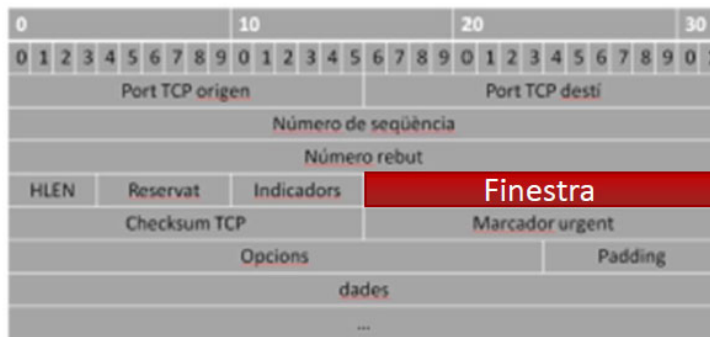 0 10 20 30
0 1 2 3 4 5 6 7 8 9 0 1 2 3 4 5 6 7 8 9 0 1 2 3 4 5 6 7 8 9 0
Port TCP origen Port TCP destí
Número de seqüència
Número rebut
HLEN Reservat Indicadors Finestra
Checksum TCP Marcador urgent
Opcions Padding
dades
...